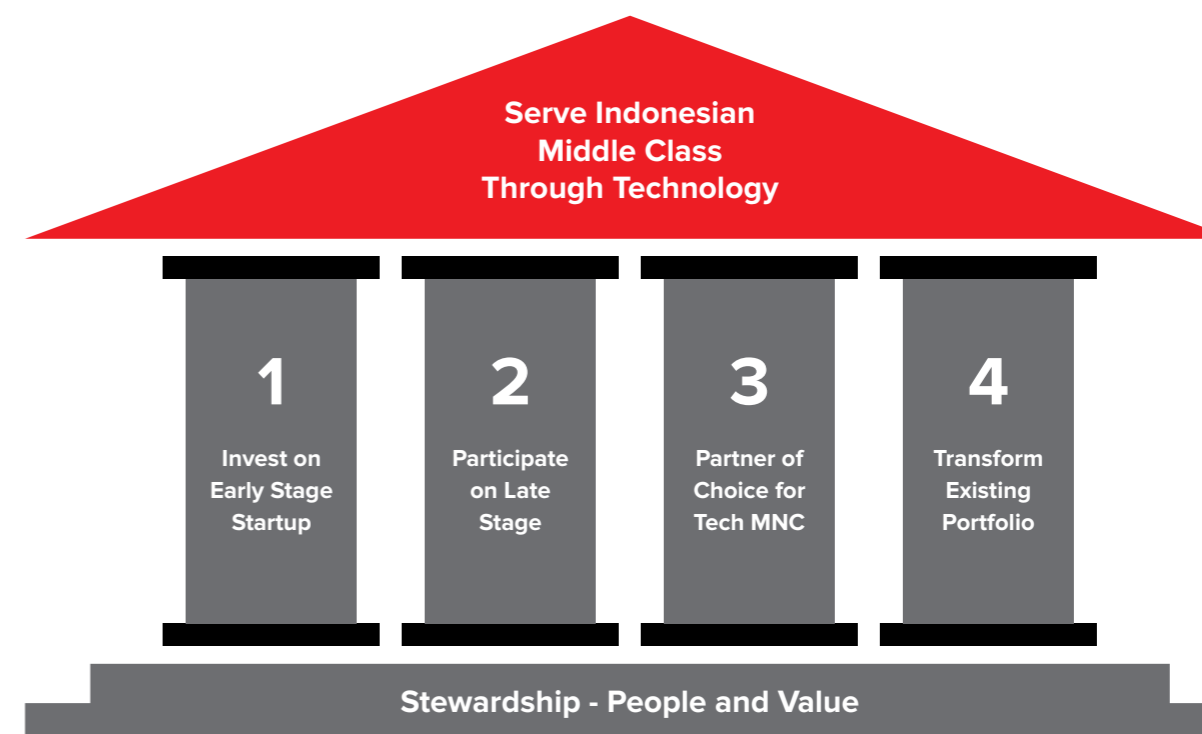 Serve Indonesian
Middle Class
Through Technology
1
Invest on
Early Stage
Startup
2
Participate
on Late
Stage
3
Partner of
Choice for
Tech MNC
4
Transform
Existing
Portfolio
Stewardship - People and Value